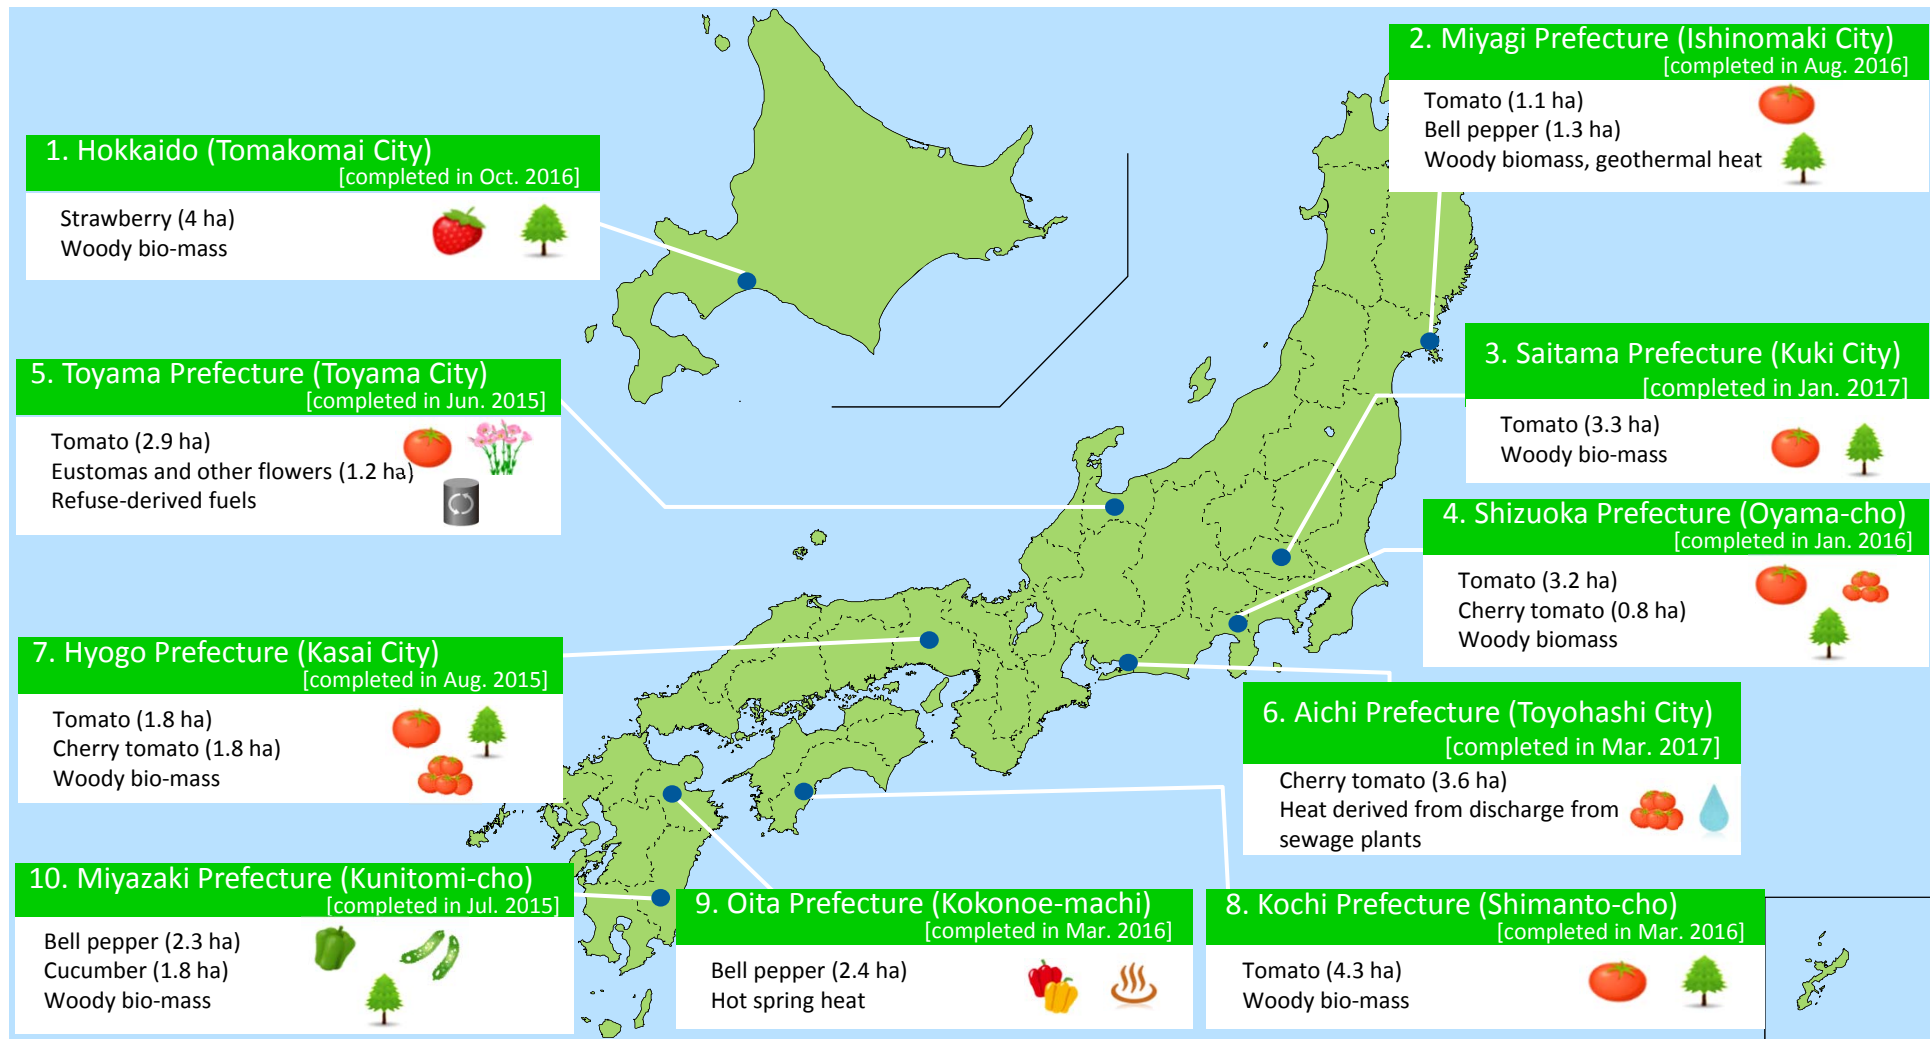 1. Hokkaido (Tomakomai City)
[completed in Oct. 2016]
Strawberry (4 ha)
Woody bio-mass
2. Miyagi Prefecture (Ishinomaki City)
[completed in Aug. 2016]
Tomato (1.1 ha)
Bell pepper (1.3 ha)
Woody biomass, geothermal heat
3. Saitama Prefecture (Kuki City)
[completed in Jan. 2017]
Tomato (3.3 ha)
Woody bio-mass
4. Shizuoka Prefecture (Oyama-cho)
[completed in Jan. 2016]
Tomato (3.2 ha)
Cherry tomato (0.8 ha)
Woody biomass
5. Toyama Prefecture (Toyama City)
[completed in Jun. 2015]
Tomato (2.9 ha)
Eustomas and other flowers (1.2 ha)
Refuse-derived fuels
6. Aichi Prefecture (Toyohashi City)
[completed in Mar. 2017]
Cherry tomato (3.6 ha)
Heat derived from discharge from
sewage plants
7. Hyogo Prefecture (Kasai City)
[completed in Aug. 2015]
Tomato (1.8 ha)
Cherry tomato (1.8 ha)
Woody bio-mass
8. Kochi Prefecture (Shimanto-cho)
[completed in Mar. 2016]
Tomato (4.3 ha)
Woody bio-mass
9. Oita Prefecture (Kokonoe-machi)
[completed in Mar. 2016]
Bell pepper (2.4 ha)
Hot spring heat
10. Miyazaki Prefecture (Kunitomi-cho)
[completed in Jul. 2015]
Bell pepper (2.3 ha)
Cucumber (1.8 ha)
Woody bio-mass